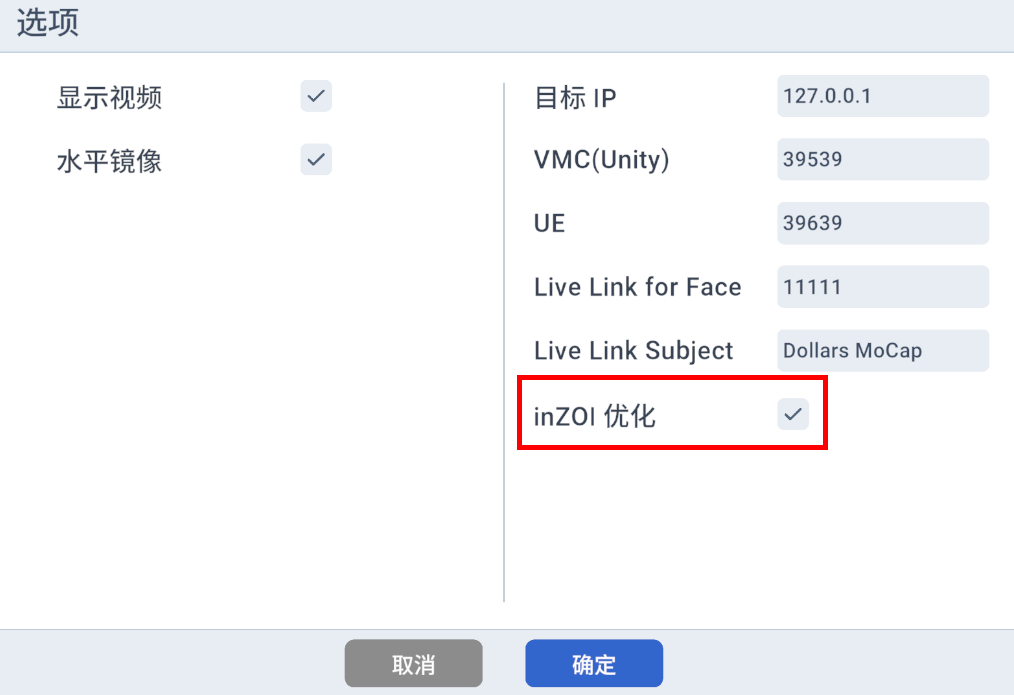 选项
显示视频
水平镜像
目标 IP
127.0.0.1
VMC(Unity)
39539
UE
39639
Live Link for Face
11111
Live Link Subject
Dollars MoCap
inZOI 优化
取消
确定